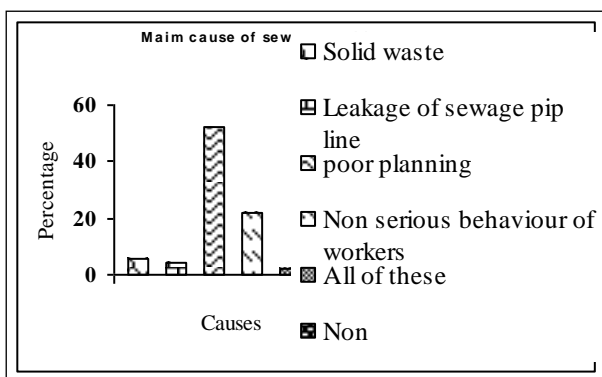 Maim cause of sew
Solid waste
Leakage of sewage pip
line
poor planning
Non serious behaviour of
workers
All of these
Non
60
40
20
0
Percentage
Causes